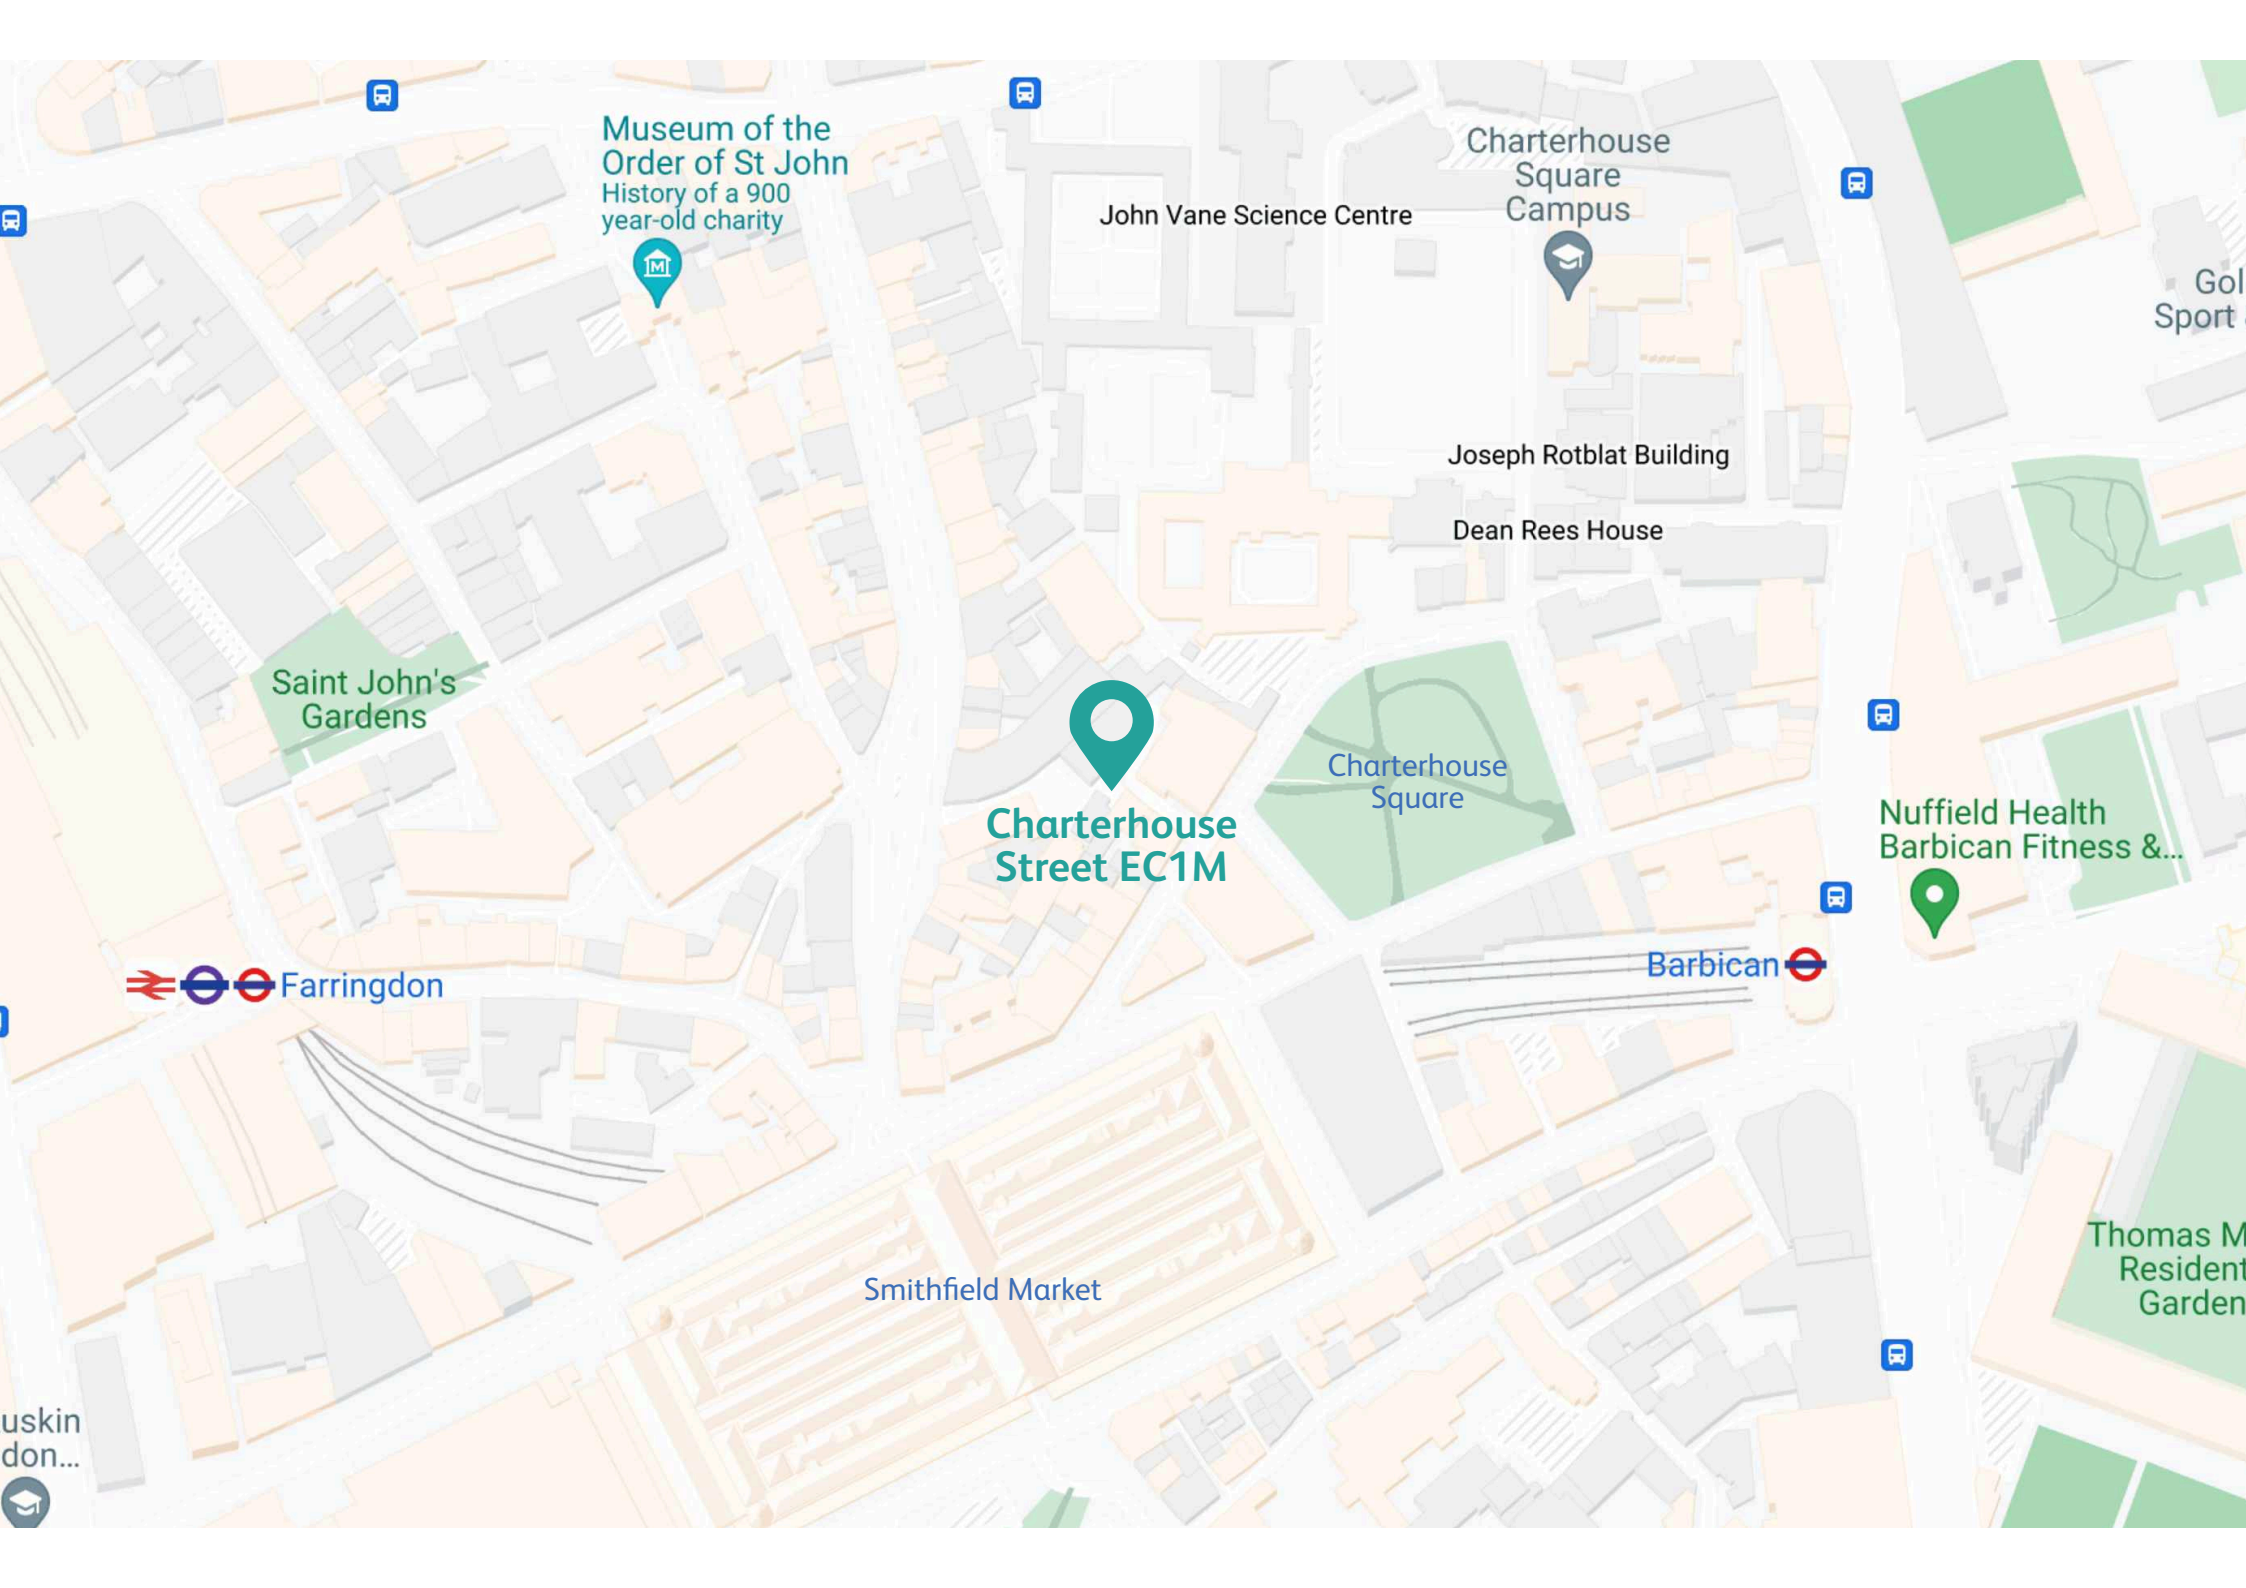 Museum of the
Order of St John
History of a 900
year-old charity
John Vane Science Centre
Charterhouse
Square
Campus
Gol
Sport
Joseph Rotblat Building
Dean Rees House
Saint John's
Gardens
Charterhouse
Square
Charterhouse
Street EC1M
Nuffield Health
Barbican Fitness &...
Barbican
Farringdon
Smithfield Market
Thomas M
Resident
Garden
uskin
don...